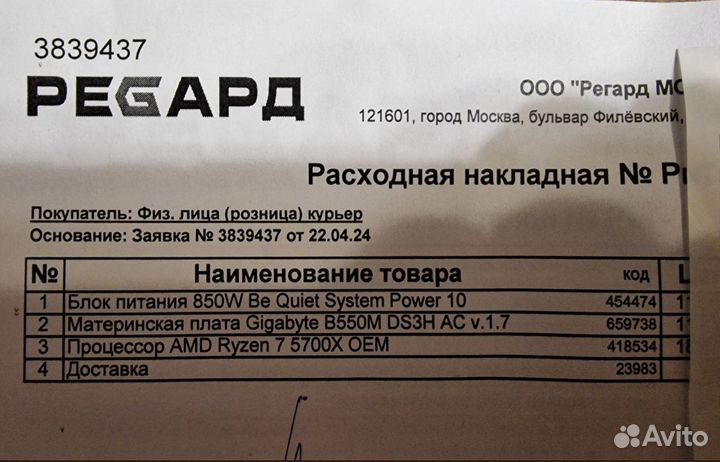 3839437
РЕГАРД
ООО "Регард МО
121601, город Москва, бульвар Филёвский,
Расходная накладная №
Покупатель: Физ. лица (розница) курьер
Основание: Заявка № 3839437 от 22.04.24
№ Наименование товара код
1 Блок питания 850W Be Quiet System Power 10 454474
2 Материнская плата Gigabyte B550M DS3H AC v.1.7 659738
3 Процессор AMD Ryzen 7 5700X OEM 418534
4 Доставка 23983
Avito